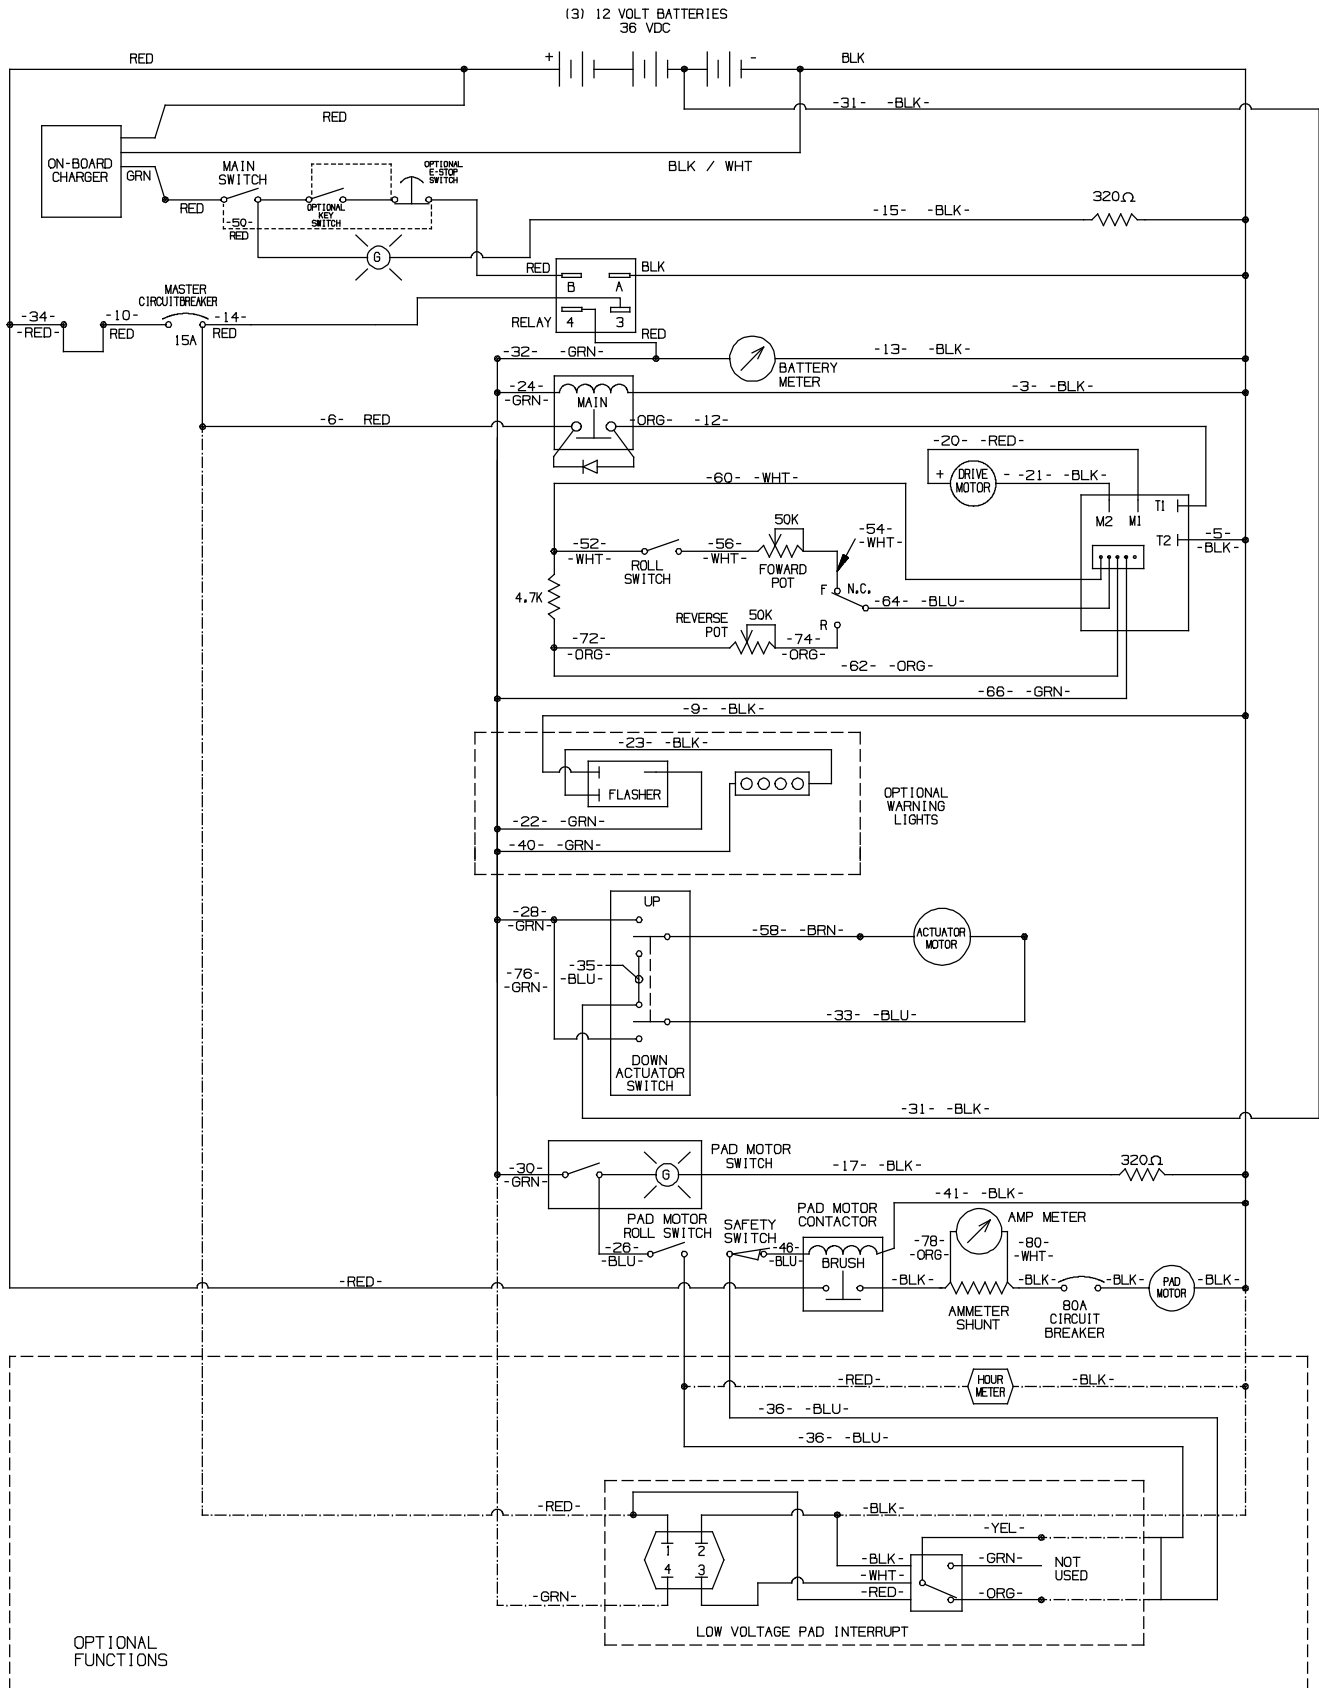 (3) 12 VOLT BATTERIES
36 VDC
RED
+
-
BLK
-31- -BLK-
RED
ON-BOARD
CHARGER
GRN
BLK / WHT
MAIN
SWITCH
OPTIONAL
E-STOP
SWITCH
RED
-50-
RED
OPTIONAL
KEY
SWITCH
-15- -BLK-
320Ω
G
RED
BLK
B
A
4
3
RELAY
RED
MASTER
CIRCUITBREAKER
-34-
-RED-
-10-
RED
-14-
RED
15A
-32- -GRN-
BATTERY
METER
-13- -BLK-
-24-
-GRN-
MAIN
-3- -BLK-
-6- RED
-ORG- -12-
-20- -RED-
+
DRIVE
MOTOR
- -21- -BLK-
M2
M1
T1
T2
-5-
-BLK-
-60- -WHT-
-52-
-WHT-
ROLL
SWITCH
-56-
-WHT-
50K
FOWARD
POT
-54-
-WHT-
F
N.C.
-64- -BLU-
4.7K
REVERSE
POT
50K
R
-72-
-ORG-
-74-
-ORG-
-62- -ORG-
-66- -GRN-
-9- -BLK-
-23- -BLK-
FLASHER
OPTIONAL
WARNING
LIGHTS
-22- -GRN-
-40- -GRN-
UP
-28-
-GRN-
-58- -BRN-
ACTUATOR
MOTOR
-76-
-GRN-
-35-
-BLU-
-33- -BLU-
DOWN
ACTUATOR
SWITCH
-31- -BLK-
-30-
-GRN-
G
PAD MOTOR
SWITCH
-17- -BLK-
320Ω
-41- -BLK-
PAD MOTOR
ROLL SWITCH
SAFETY
SWITCH
PAD MOTOR
CONTACTOR
AMP METER
-26-
-BLU-
-46-
-BLU-
BRUSH
-78-
-ORG-
-80-
-WHT-
-RED-
-BLK-
-BLK-
-BLK-
PAD
MOTOR
-BLK-
AMMETER
SHUNT
80A
CIRCUIT
BREAKER
-RED-
HOUR
METER
-BLK-
-36- -BLU-
-36- -BLU-
-RED-
-BLK-
1
2
4
3
-YEL-
-BLK-
-GRN-
NOT
USED
-WHT-
-RED-
-ORG-
-GRN-
LOW VOLTAGE PAD INTERRUPT
OPTIONAL
FUNCTIONS